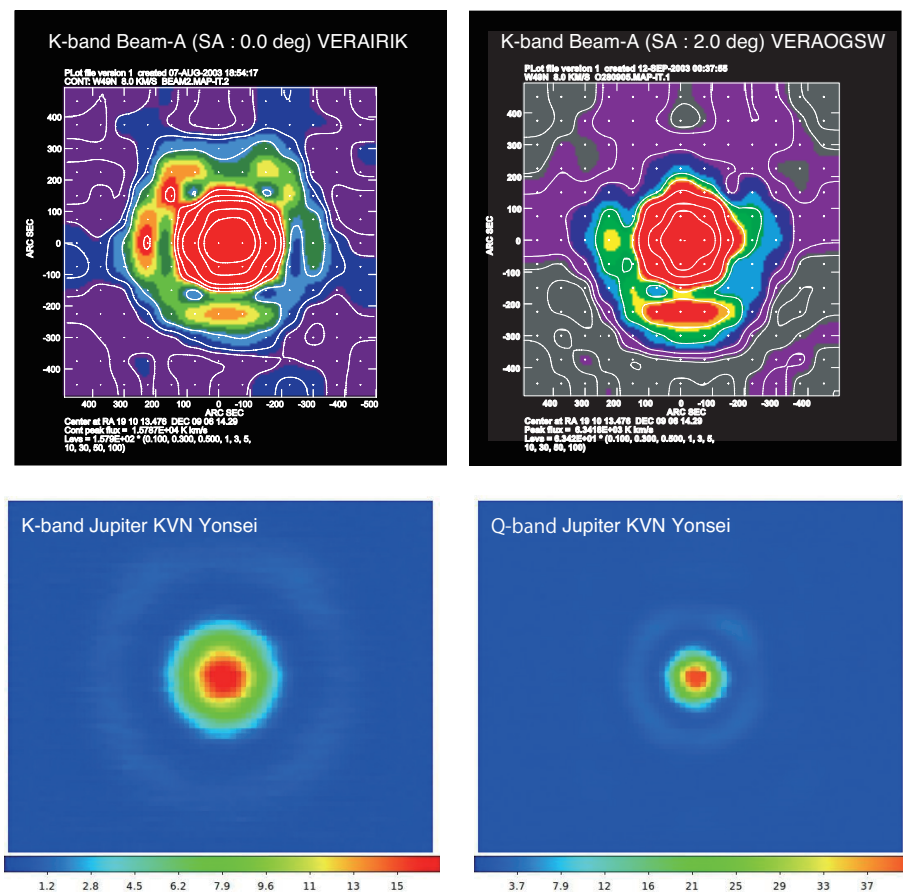 K-band Beam-A (SA : 0.0 deg) VERAIRIK
PLot file version 1 created 07-AUG-2003 18:54:17
CONT: W49N 8.0 KM/S BEAM2.MAP-IT.2
400
300
200
100
0
-100
-200
-400
ARC SEC
400 300 200 100 0 -100 -200 -300 -400 -500
ARC SEC
Center at RA 19 10 13.476 DEC 09 06 14.29
Cont peak flux = 1.5787E+04 K km/s
Levs = 1.579E+02 * (0.100, 0.300, 0.500, 1, 3, 5,
10, 30, 50, 100)
K-band Beam-A (SA : 2.0 deg) VERAOGSW
PLot file version 1 created 12-SEP-2003 00:37:55
W49N 8.0 KM/S O280905.MAP-IT.1
400
300
200
100
0
-100
-200
-300
-400
ARC SEC
400 300 200 100 0 -100 -200 -300 -400
ARC SEC
Center at RA 19 10 13.476 DEC 09 06 14.29
Peak flux = 6.3416E+03 K km/s
Levs = 6.342E+01 * (0.100, 0.300, 0.500, 1, 3, 5,
10, 30, 50, 100)
K-band Jupiter KVN Yonsei
1.2 2.8 4.5 6.2 7.9 9.6 11 13 15
Q-band Jupiter KVN Yonsei
3.7 7.9 12 16 21 25 29 33 37